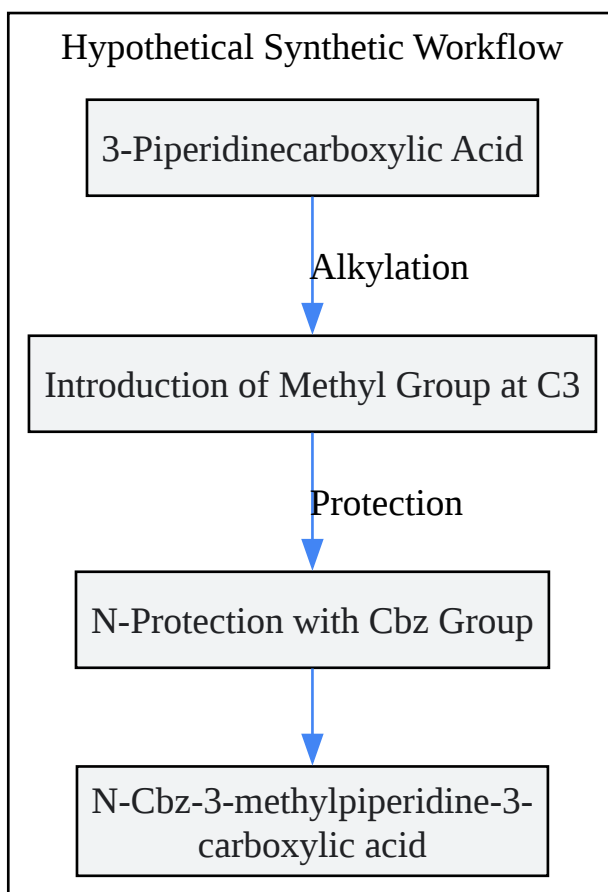 Hypothetical Synthetic Workflow
3-Piperidinecarboxylic Acid
Alkylation
Introduction of Methyl Group at C3
Protection
N-Protection with Cbz Group
N-Cbz-3-methylpiperidine-3-
carboxylic acid